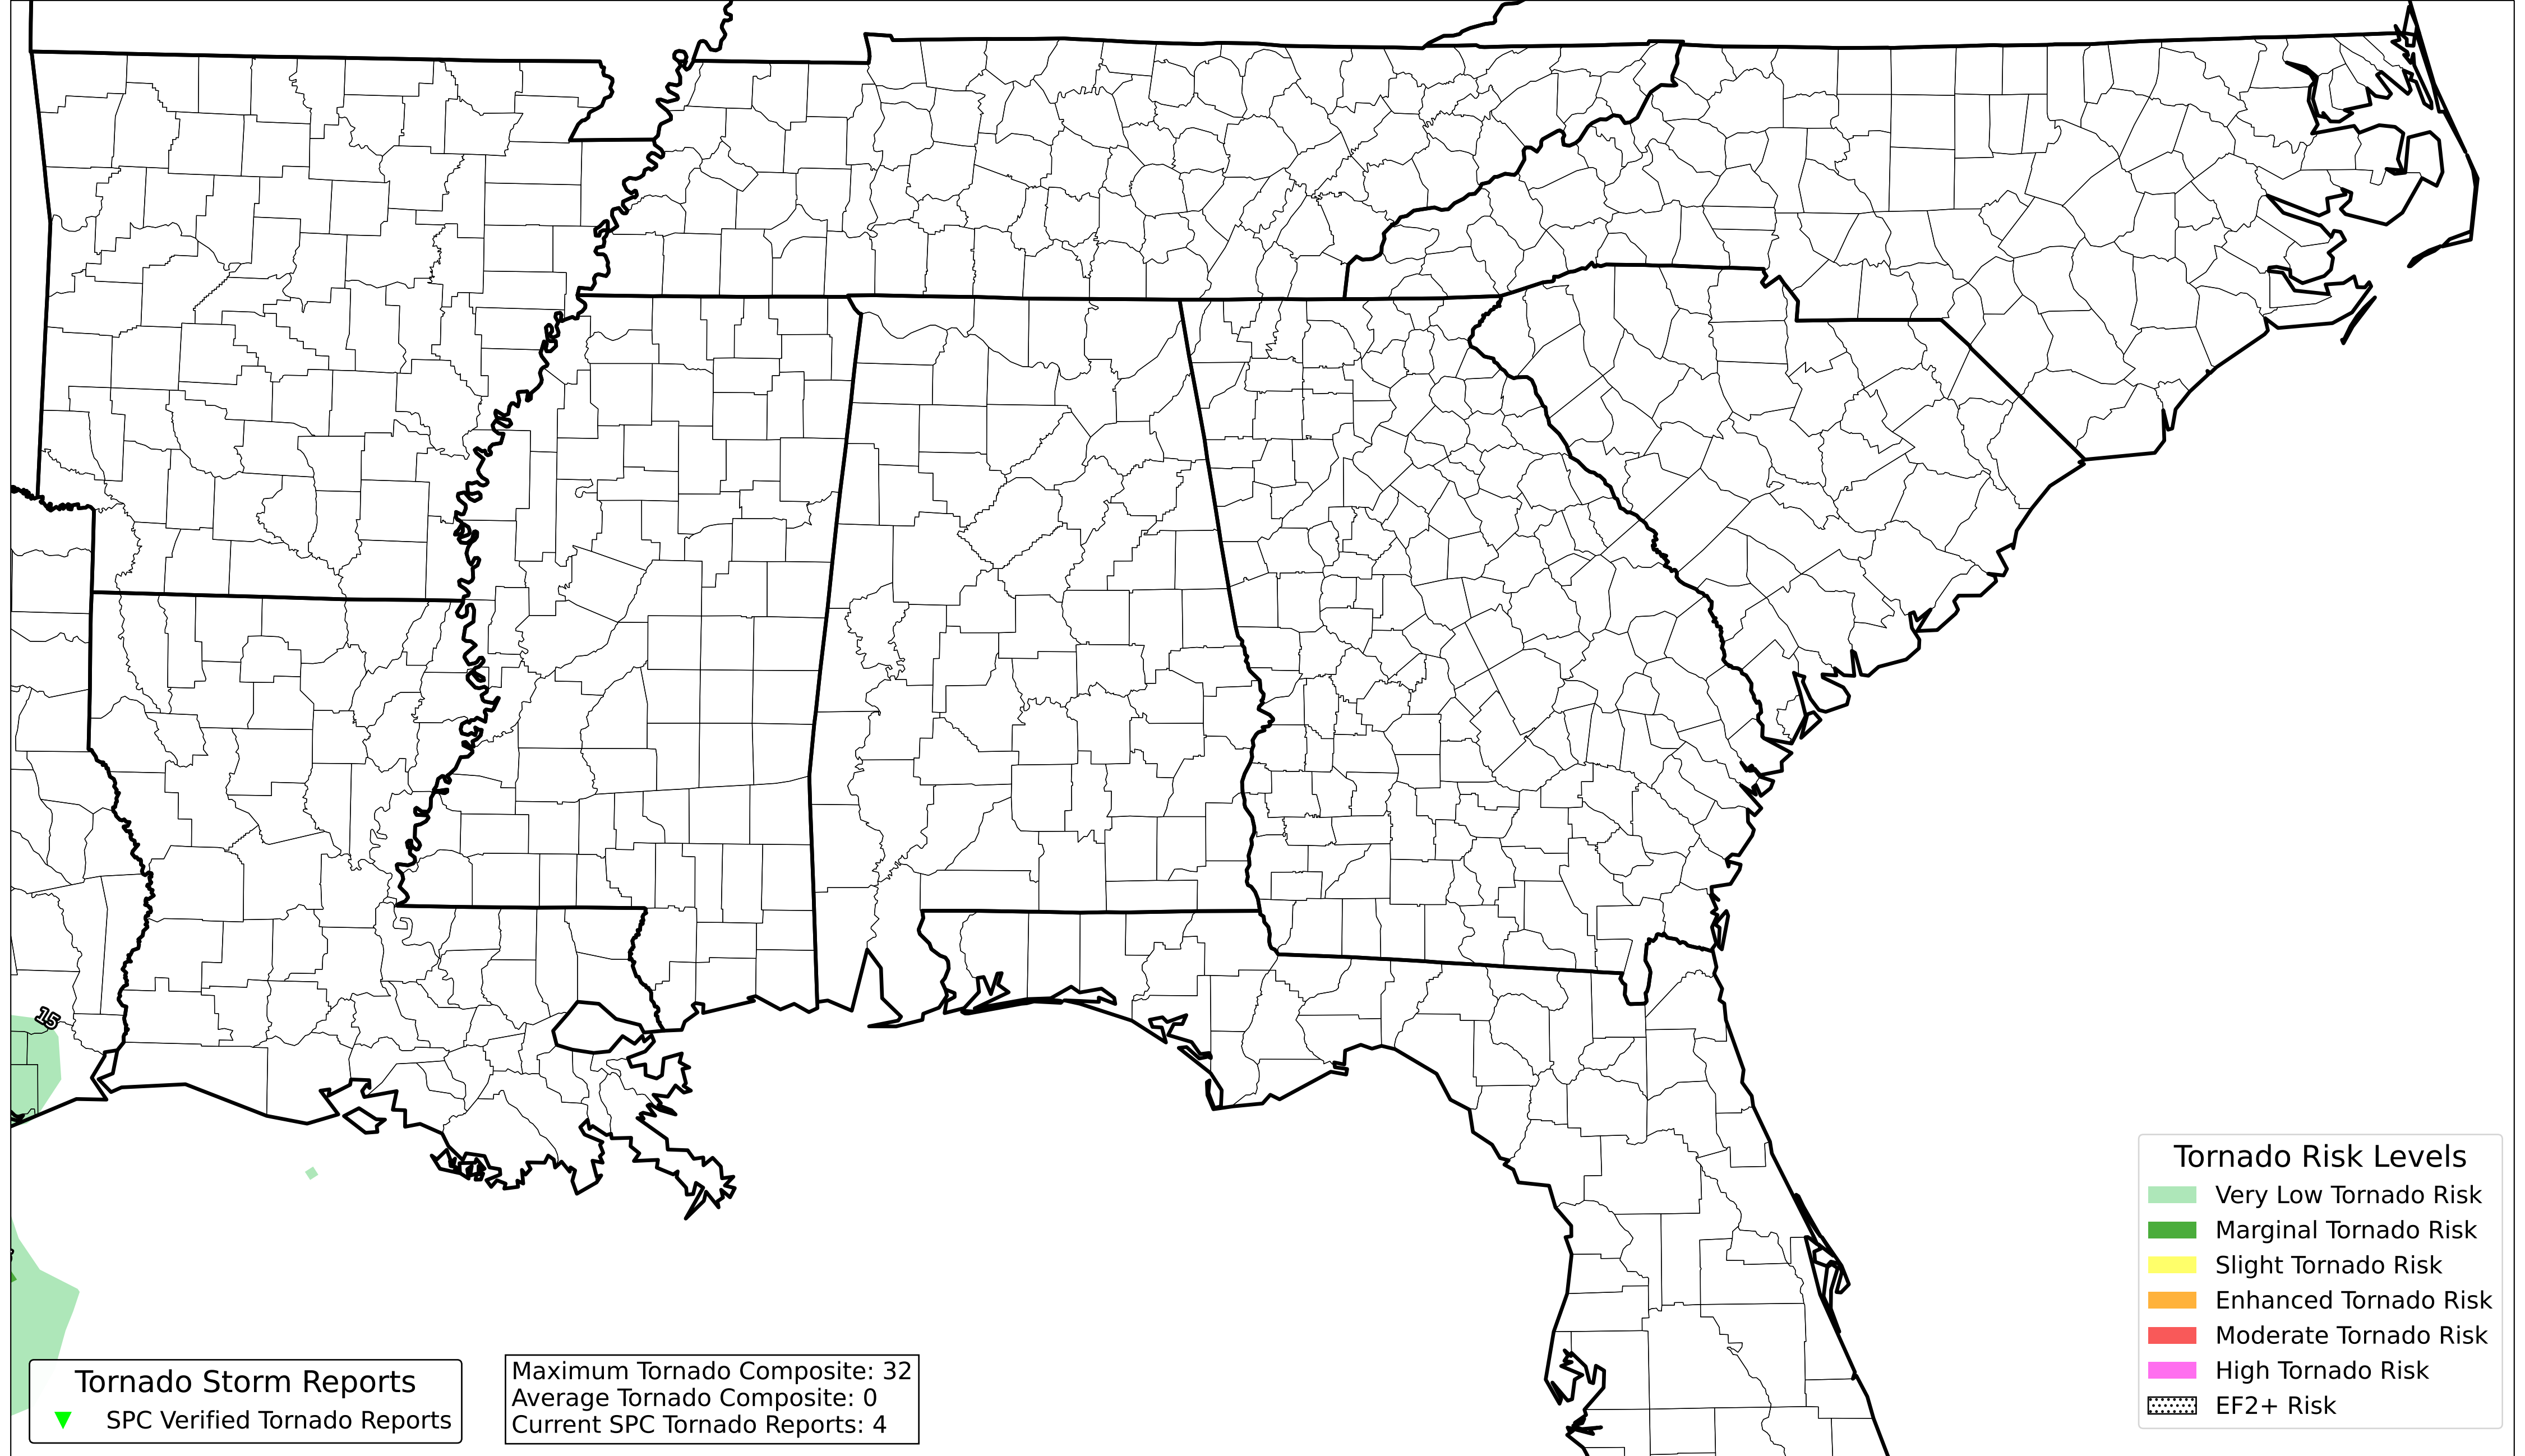 15
Tornado Risk Levels
Very Low Tornado Risk
Marginal Tornado Risk
Slight Tornado Risk
Enhanced Tornado Risk
Moderate Tornado Risk
High Tornado Risk
EF2+ Risk
Tornado Storm Reports
SPC Verified Tornado Reports
Maximum Tornado Composite: 32
Average Tornado Composite: 0
Current SPC Tornado Reports: 4